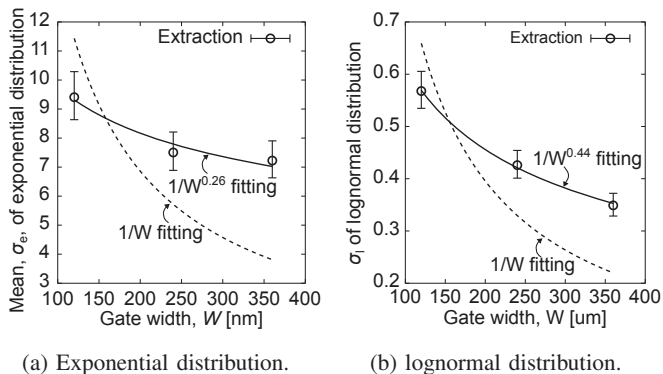 12
11
10
9
8
7
6
5
4
3
Mean, σe, of exponential distribution
Extraction
1/W^0.26 fitting
1/W fitting
100 150 200 250 300 350 400
Gate width, W [nm]
(a) Exponential distribution.
0.7
0.6
0.5
0.4
0.3
0.2
σl of lognormal distribution
Extraction
1/W^0.44 fitting
1/W fitting
100 150 200 250 300 350 400
Gate width, W [um]
(b) lognormal distribution.